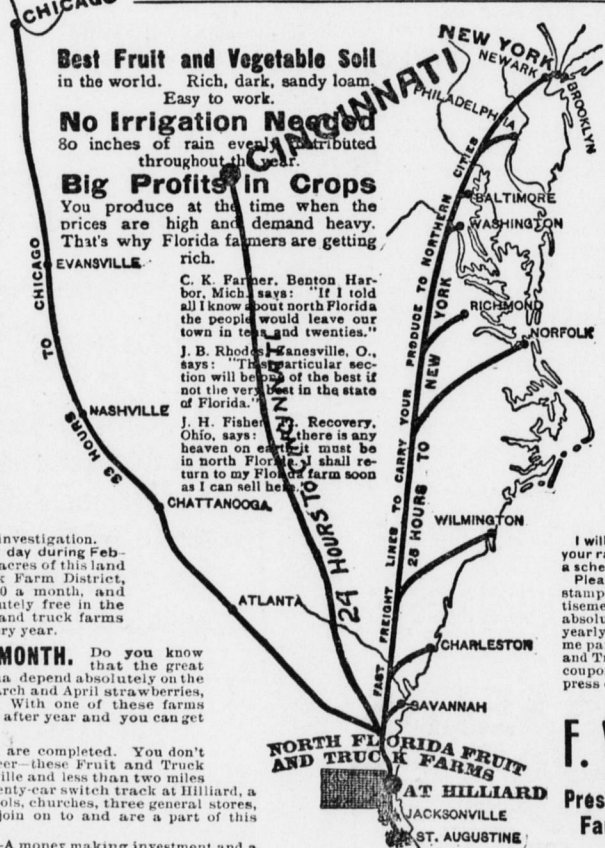 CHICAGO
Best Fruit and Vegetable Soil
in the world. Rich, dark, sandy loam.
Easy to work.
No Irrigation Needed
80 inches of rain evenly distributed
throughout the year.
Big Profits in Crops
You produce at the time when the
prices are high and demand heavy.
That's why Florida farmers are getting
rich.
C. K. Farmer, Benton Har-
bor, Mich. says: "If I told
all I know about north Florida
the people would leave our
town in tens and twenties."
J. B. Rhodes, Zanesville, O.,
says: "This particular sec-
tion will be one of the best if
not the very best in the state
of Florida."
J. H. Fisher, Recovery,
Ohio, says: there is any
heaven on earth it must be
in north Florida. I shall re-
turn to my Florida farm soon
as I can sell here."
CINCINNATI
NEW YORK
NEWARK
BROOKLYN
PHILADELPHIA
BALTIMORE
WASHINGTON
RICHMOND
NORFOLK
WILMINGTON
CHARLESTON
SAVANNAH
EVANSVILLE
NASHVILLE
CHATTANOOGA
ATLANTA
33 HOURS TO CHICAGO
24 HOURS TO CINCINNATI
FAST FREIGHT LINES TO CARRY YOUR PRODUCE TO NORTHERN CITIES
25 HOURS TO NEW YORK
NORTH FLORIDA FRUIT
AND TRUCK FARMS
AT HILLIARD
JACKSONVILLE
ST. AUGUSTINE
investigation.
day during Feb-
acres of this land
Farm District,
0 a month, and
utely free in the
and truck farms
ry year.
MONTH. Do you know
that the great
a depend absolutely on the
rch and April strawberries,
With one of these farms
after year and you can get
are completed. You don't
er—these Fruit and Truck
ille and less than two miles
enty-car switch track at Hilliard, a
ols, churches, three general stores,
join on to and are a part of this
-A money making investment and a
I will
your ra
a sche
Plea
stamp
tiseme
absolu
yearly
me pa
and Tr
coupo
press
F.
Pres
Fa